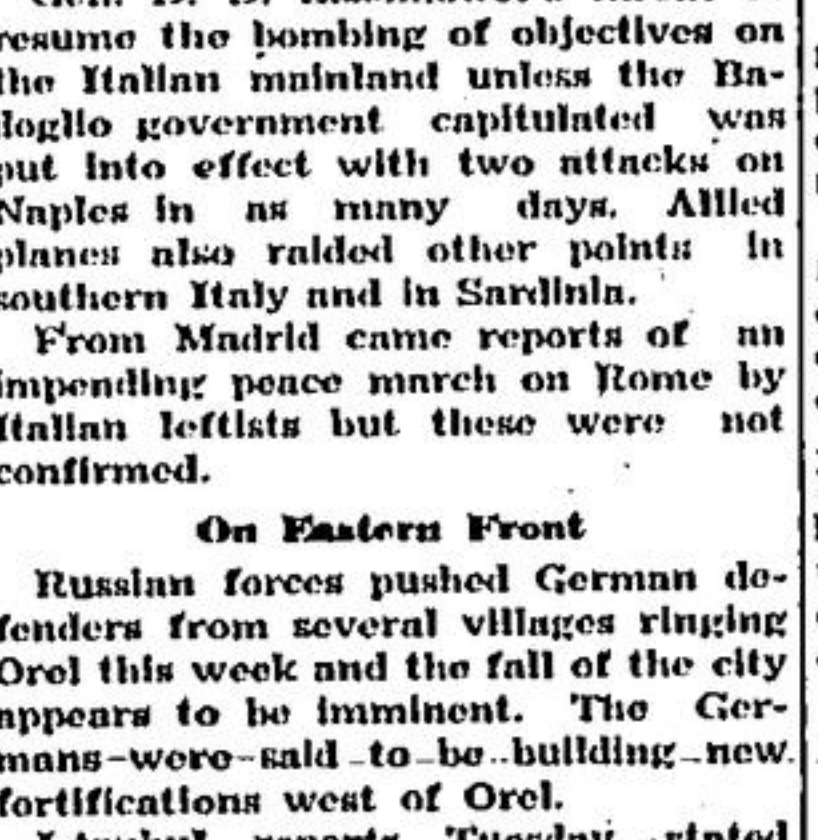 resume the bombing of objectives on
the Italian mainland unless the Ba-
doglio government capitulated was
put into effect with two attacks on
Naples in as many days. Allied
planes also raided other points in
southern Italy and in Sardinia.
From Madrid came reports of an
impending peace march on Rome by
Italian leftists but these were not
confirmed.
On Eastern Front
Russian forces pushed German de-
fenders from several villages ringing
Orel this week and the fall of the city
appears to be imminent. The Ger-
mans were said to be building new
fortifications west of Orel.
reports Tuesday stated